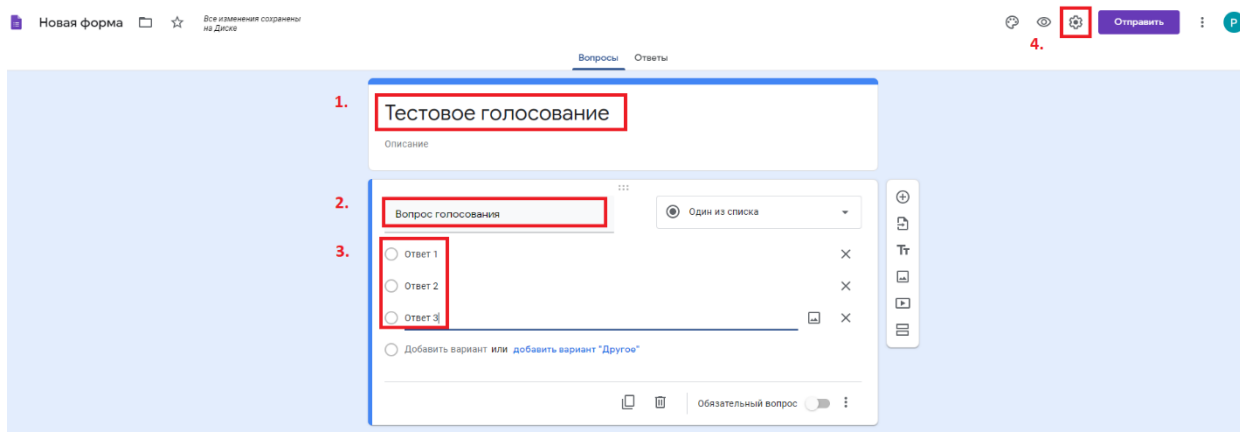 Новая форма
Все изменения сохранены
на Диске
Отправить
P
4.
Вопросы Ответы
1.
Тестовое голосование
Описание
2.
Вопрос голосования
Один из списка
3.
Ответ 1
Ответ 2
Ответ 3
Тт
Добавить вариант или добавить вариант "Другое"
Обязательный вопрос